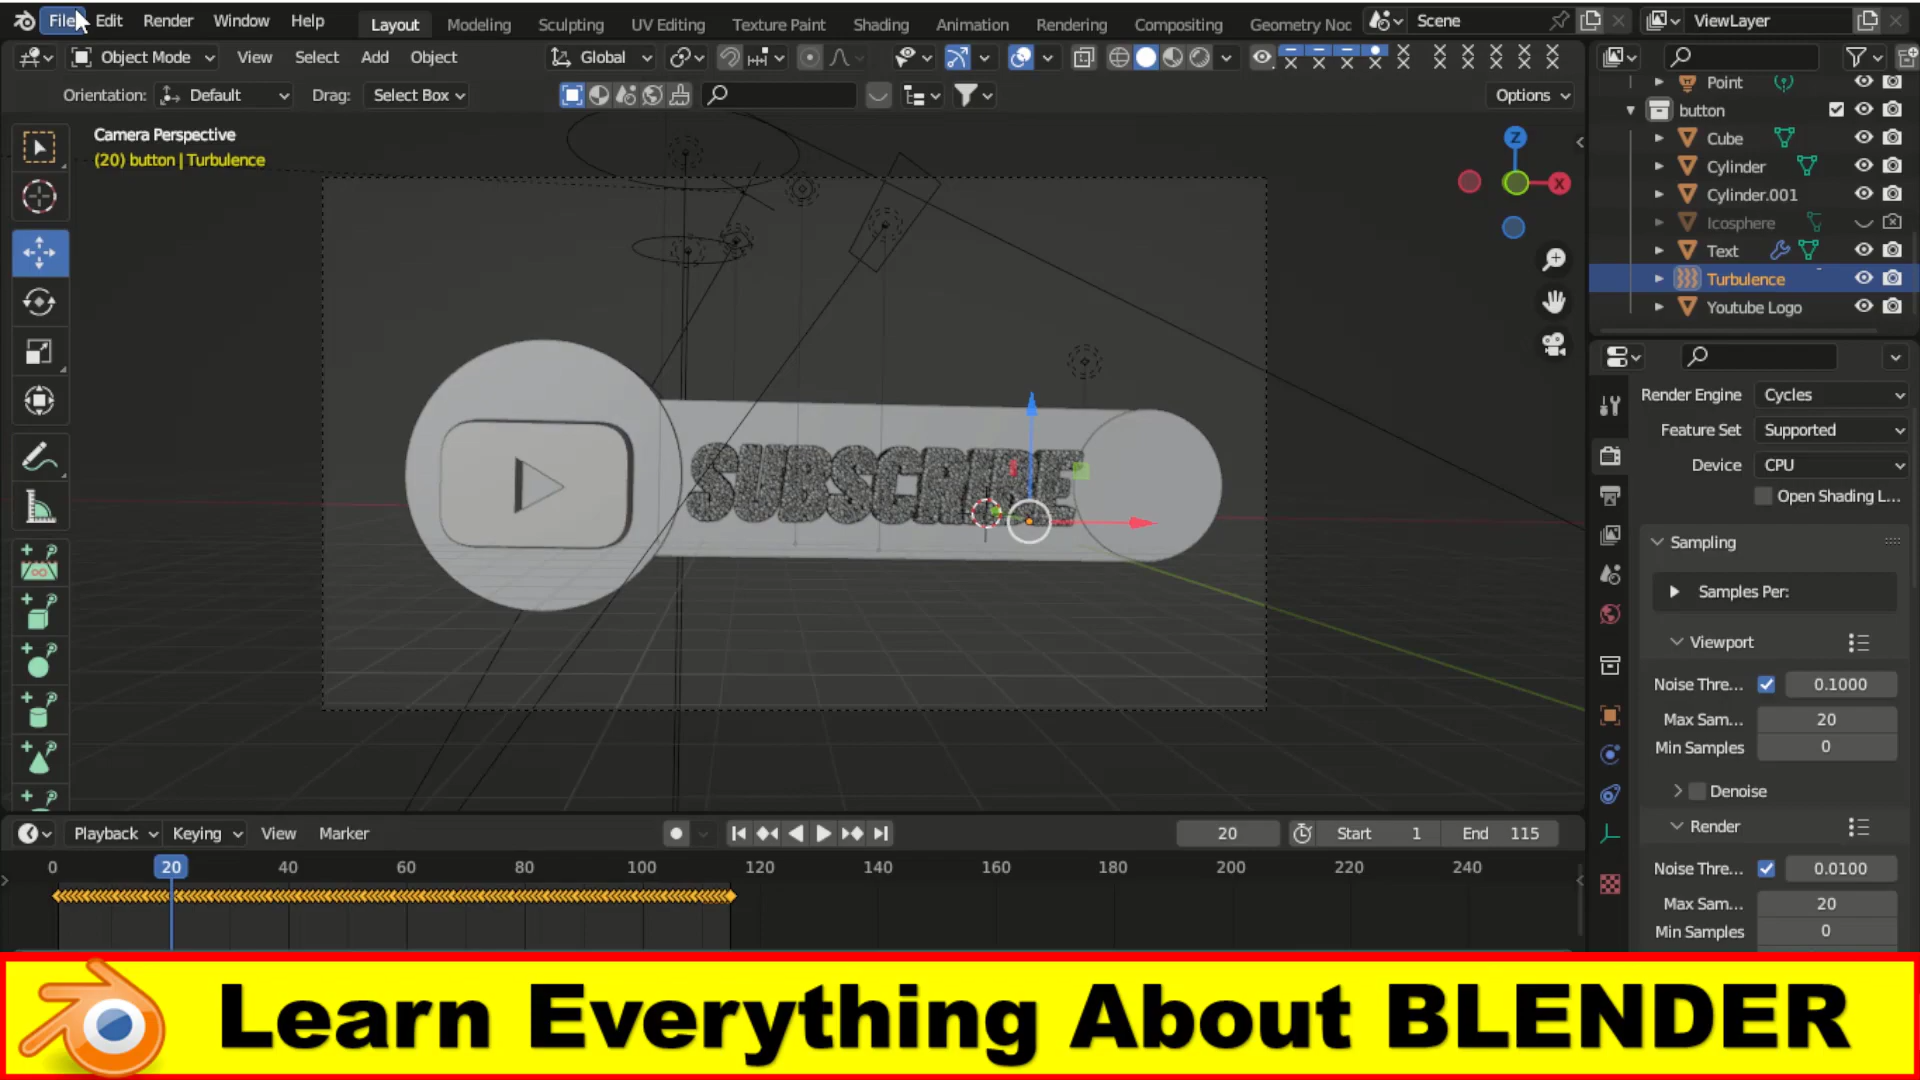 File Edit Render Window Help
Layout Modeling Sculpting UV Editing Texture Paint Shading Animation Rendering Compositing Geometry Noc
Scene
ViewLayer
Object Mode View Select Add Object
Global
Orientation: Default Drag: Select Box
Options
Camera Perspective
(20) button | Turbulence
Z
X
SUBSCRIBE
Point
button
Cube
Cylinder
Cylinder.001
Icosphere
Text
Turbulence
Youtube Logo
Render Engine Cycles
Feature Set Supported
Device CPU
Open Shading L...
Sampling
Samples Per:
Viewport
Noise Thre... 0.1000
Max Sam... 20
Min Samples 0
Denoise
Render
Noise Thre... 0.0100
Max Sam... 20
Min Samples 0
Playback Keying View Marker
20
Start 1 End 115
0 20 40 60 80 100 120 140 160 180 200 220 240
Learn Everything About BLENDER